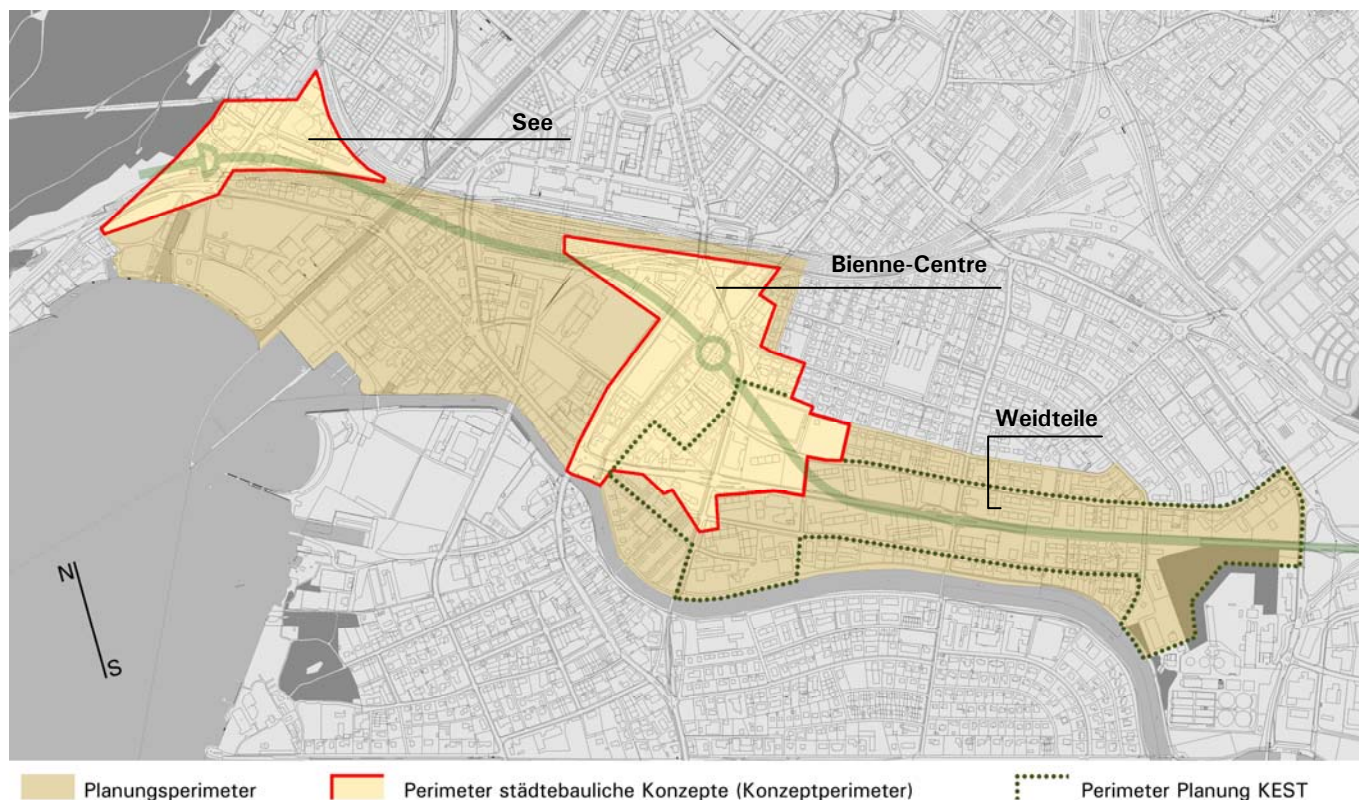 See
Bienne-Centre
Weidteile
N
S
Planungsperimeter
Perimeter städtebauliche Konzepte (Konzeptperimeter)
Perimeter Planung KEST